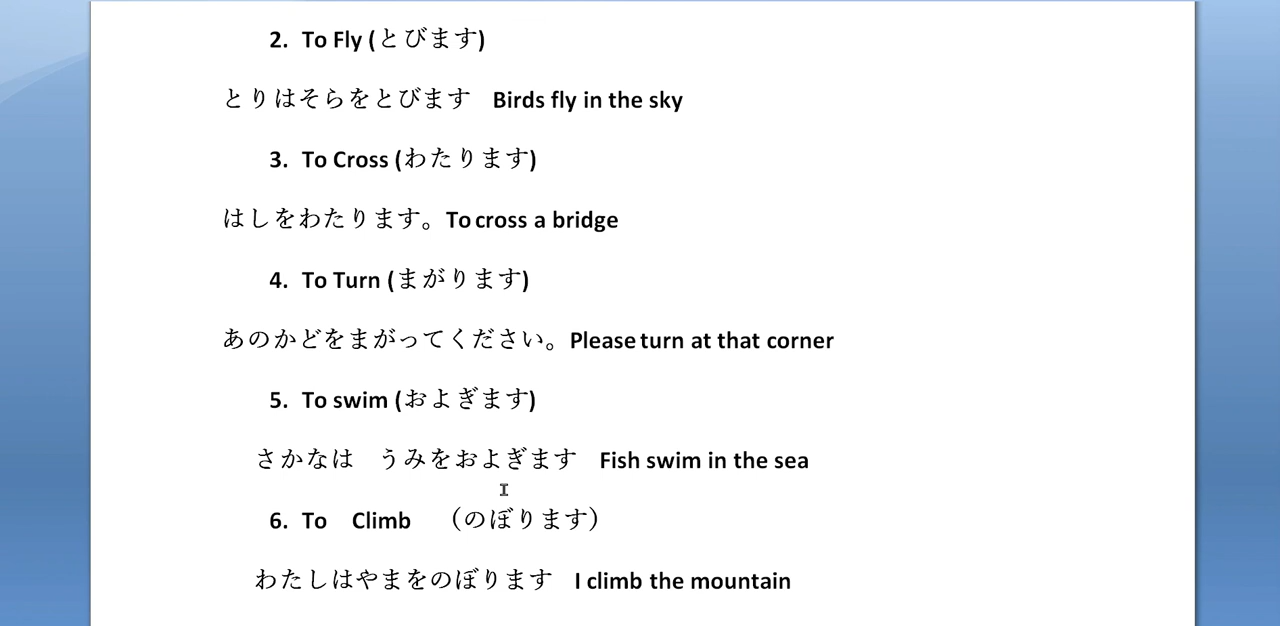 2. To Fly (とびます)
とりはそらをとびます Birds fly in the sky
3. To Cross (わたります)
はしをわたります。To cross a bridge
4. To Turn (まがります)
あのかどをまがってください。Please turn at that corner
5. To swim (およぎます)
さかなは　うみをおよぎます Fish swim in the sea
6. To Climb （のぼります）
わたしはやまをのぼります I climb the mountain